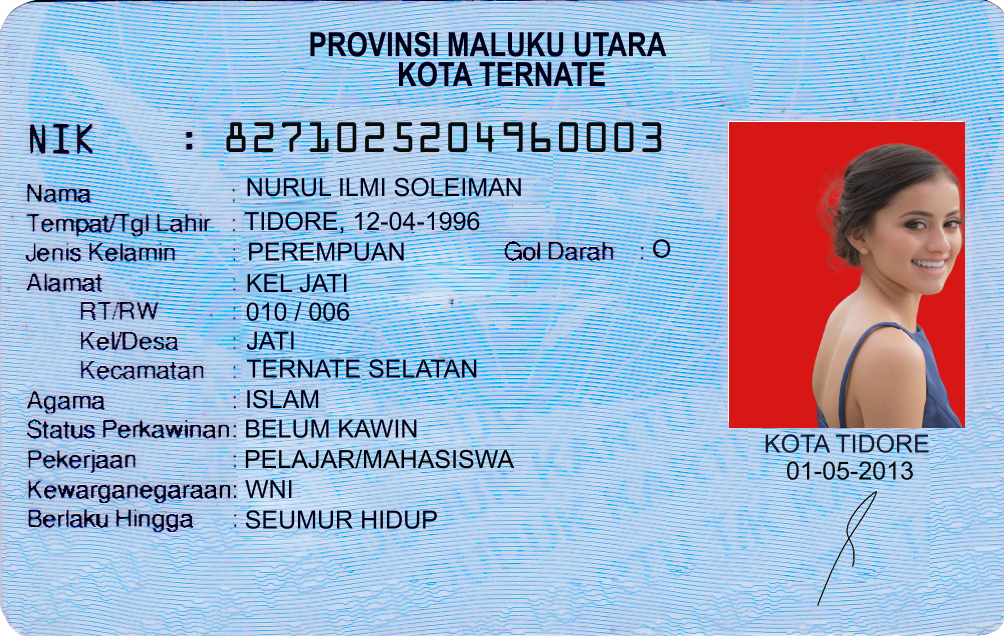 PROVINSI MALUKU UTARA
KOTA TERNATE
NIK : 8271025204960003
Nama : NURUL ILMI SOLEIMAN
Tempat/Tgl Lahir : TIDORE, 12-04-1996
Jenis Kelamin : PEREMPUAN Gol Darah : O
Alamat : KEL JATI
RT/RW : 010 / 006
Kel/Desa : JATI
Kecamatan : TERNATE SELATAN
Agama : ISLAM
Status Perkawinan: BELUM KAWIN
Pekerjaan : PELAJAR/MAHASISWA
Kewarganegaraan: WNI
Berlaku Hingga : SEUMUR HIDUP
KOTA TIDORE
01-05-2013